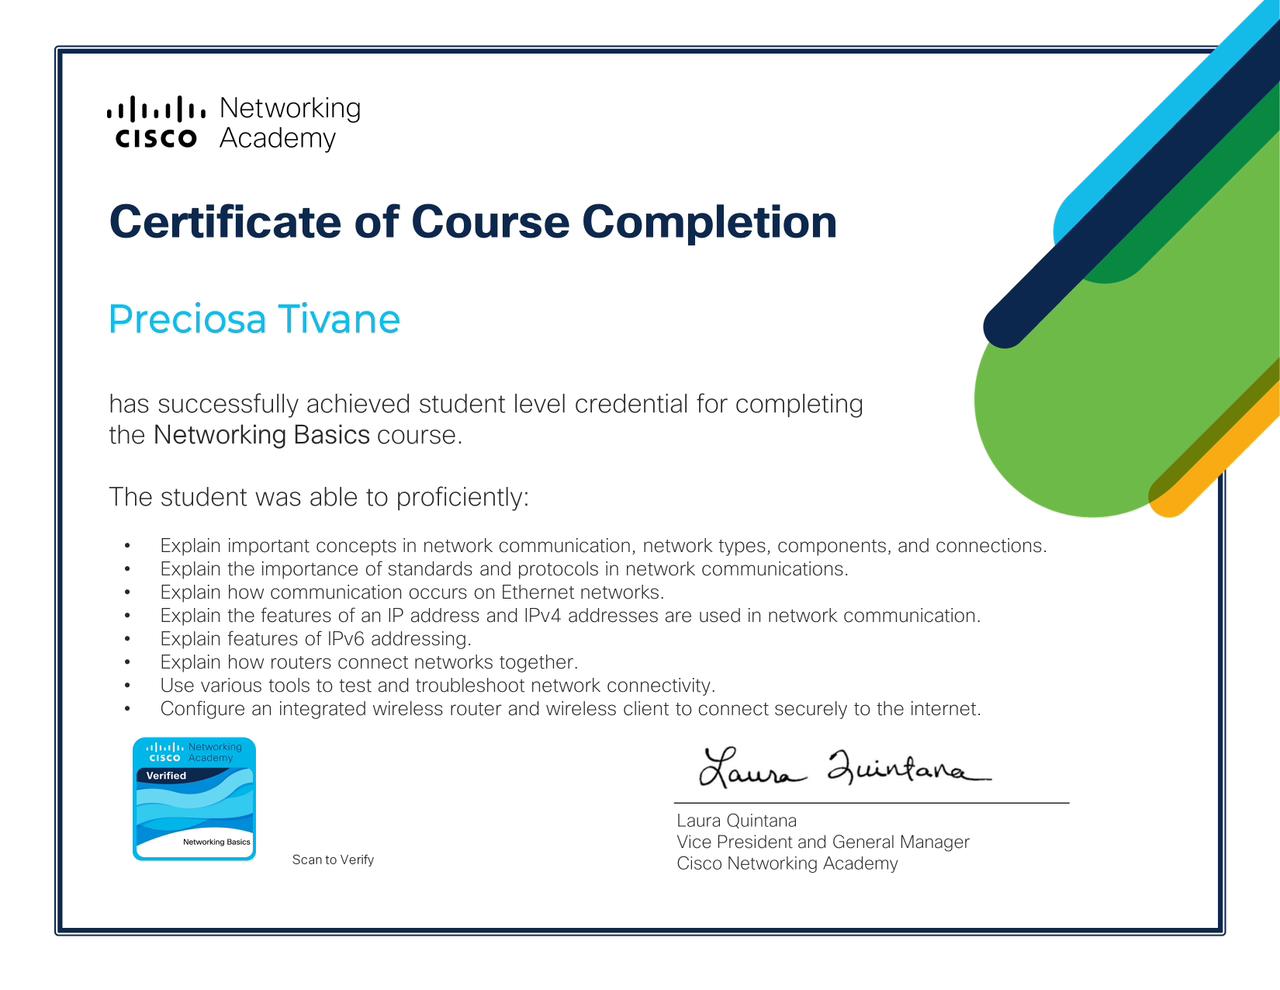 Networking
CISCO Academy
Certificate of Course Completion
Preciosa Tivane
has successfully achieved student level credential for completing
the Networking Basics course.
The student was able to proficiently:
• Explain important concepts in network communication, network types, components, and connections.
• Explain the importance of standards and protocols in network communications.
• Explain how communication occurs on Ethernet networks.
• Explain the features of an IP address and IPv4 addresses are used in network communication.
• Explain features of IPv6 addressing.
• Explain how routers connect networks together.
• Use various tools to test and troubleshoot network connectivity.
• Configure an integrated wireless router and wireless client to connect securely to the internet.
Networking
CISCO Academy
Verified
Networking Basics
Scan to Verify
Laura Quintana
Laura Quintana
Vice President and General Manager
Cisco Networking Academy